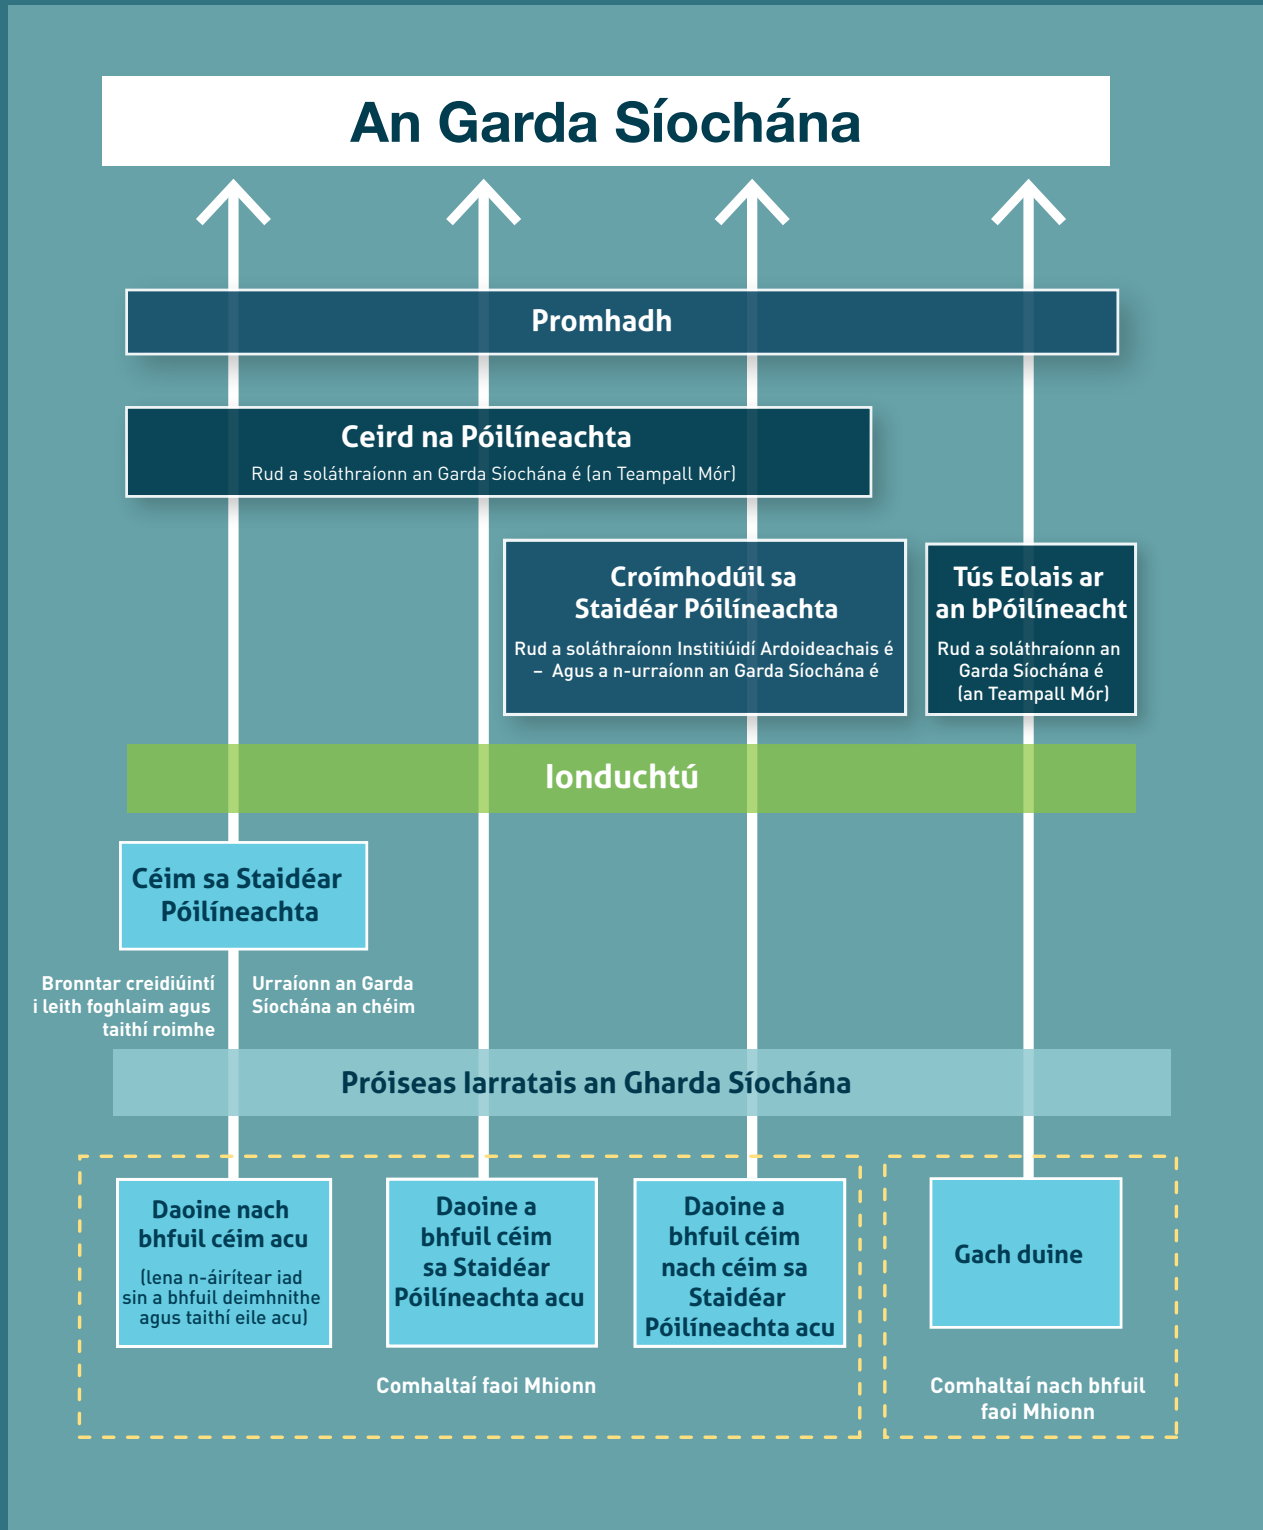 An Garda Síochána
Promhadh
Ceird na Póilíneachta
Rud a soláthraíonn an Garda Síochána é (an Teampall Mór)
Croímhodúil sa
Staidéar Póilíneachta
Rud a soláthraíonn Institiúidí Ardoideachais é
– Agus a n-urraíonn an Garda Síochána é
Tús Eolais ar
an bPóilíneacht
Rud a soláthraíonn an
Garda Síochána é
(an Teampall Mór)
Ionduchtú
Céim sa Staidéar
Póilíneachta
Bronntar creidiúintí
i leith foghlaim agus
taithí roimhe
Urraíonn an Garda
Síochána an chéim
Próiseas Iarratais an Gharda Síochána
Daoine nach
bhfuil céim acu
(lena n-áirítear iad
sin a bhfuil deimhnithe
agus taithí eile acu)
Daoine a
bhfuil céim
sa Staidéar
Póilíneachta acu
Daoine a
bhfuil céim
nach céim sa
Staidéar
Póilíneachta acu
Gach duine
Comhaltaí faoi Mhionn
Comhaltaí nach bhfuil
faoi Mhionn